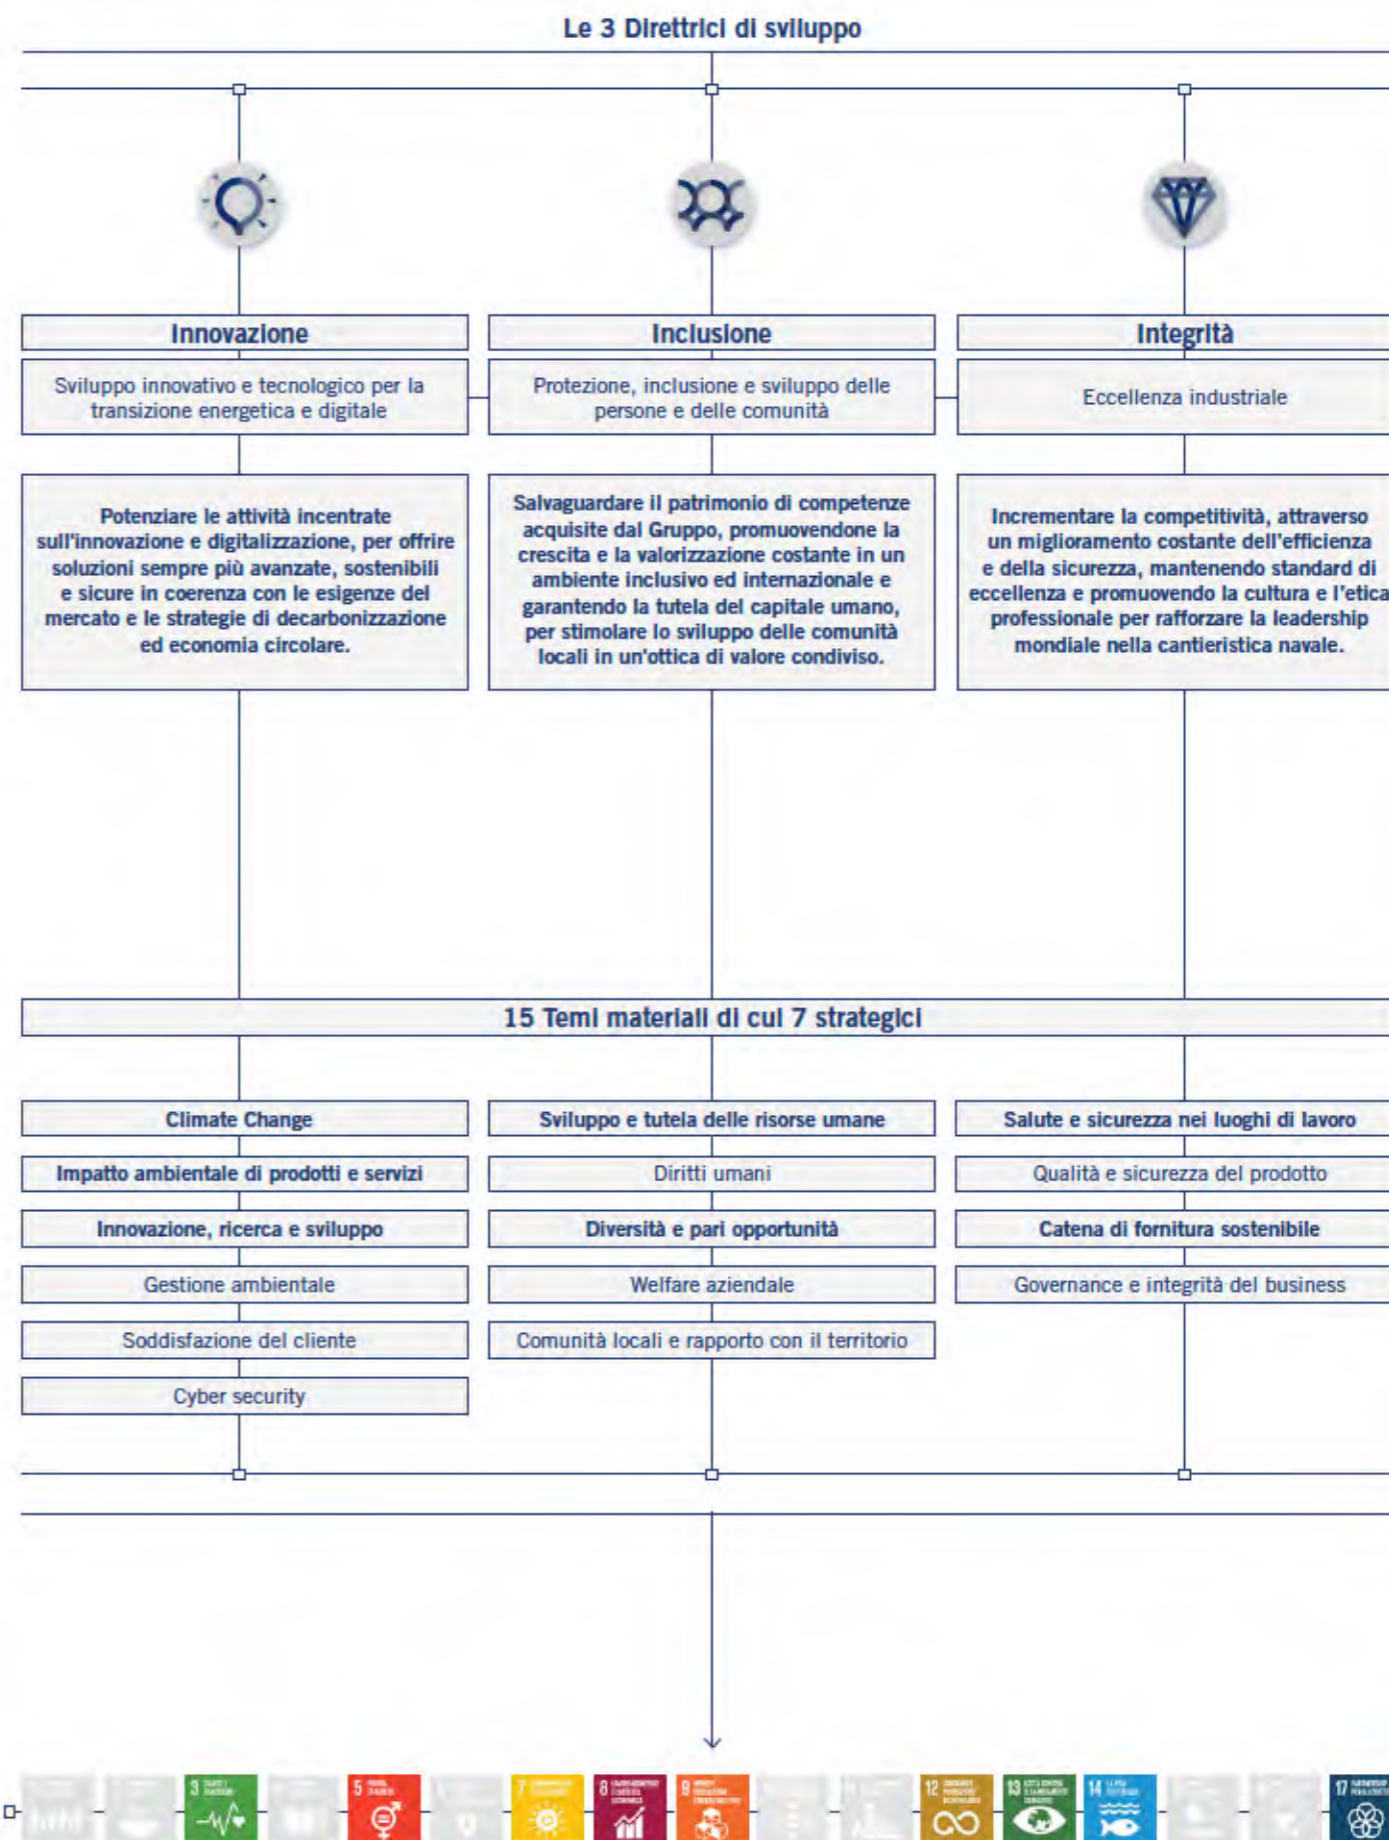 Le 3 Direttrici di sviluppo
Innovazione
Sviluppo innovativo e tecnologico per la
transizione energetica e digitale
Potenziare le attività incentrate
sull'innovazione e digitalizzazione, per offrire
soluzioni sempre più avanzate, sostenibili
e sicure in coerenza con le esigenze del
mercato e le strategie di decarbonizzazione
ed economia circolare.
Inclusione
Protezione, inclusione e sviluppo delle
persone e delle comunità
Salvaguardare il patrimonio di competenze
acquisite dal Gruppo, promuovendone la
crescita e la valorizzazione costante in un
ambiente inclusivo ed internazionale e
garantendo la tutela del capitale umano,
per stimolare lo sviluppo delle comunità
locali in un'ottica di valore condiviso.
Integrità
Eccellenza industriale
Incrementare la competitività, attraverso
un miglioramento costante dell'efficienza
e della sicurezza, mantenendo standard di
eccellenza e promuovendo la cultura e l'etica
professionale per rafforzare la leadership
mondiale nella cantieristica navale.
15 Temi materiali di cui 7 strategici
Climate Change
Impatto ambientale di prodotti e servizi
Innovazione, ricerca e sviluppo
Gestione ambientale
Soddisfazione del cliente
Cyber security
Sviluppo e tutela delle risorse umane
Diritti umani
Diversità e pari opportunità
Welfare aziendale
Comunità locali e rapporto con il territorio
Salute e sicurezza nei luoghi di lavoro
Qualità e sicurezza del prodotto
Catena di fornitura sostenibile
Governance e integrità del business
3
5
7
8
9
12
13
14
17